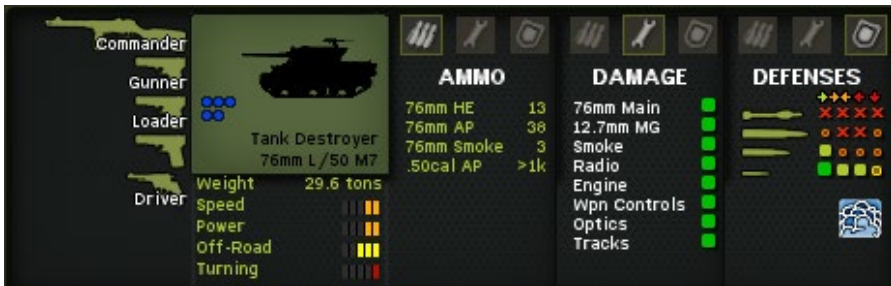 Commander
Gunner
Loader
Driver
Tank Destroyer
76mm L/50 M7
Weight 29.6 tons
Speed
Power
Off-Road
Turning
AMMO
76mm HE 13
76mm AP 38
76mm Smoke 3
.50cal AP >1k
DAMAGE
76mm Main
12.7mm MG
Smoke
Radio
Engine
Wpn Controls
Optics
Tracks
DEFENSES